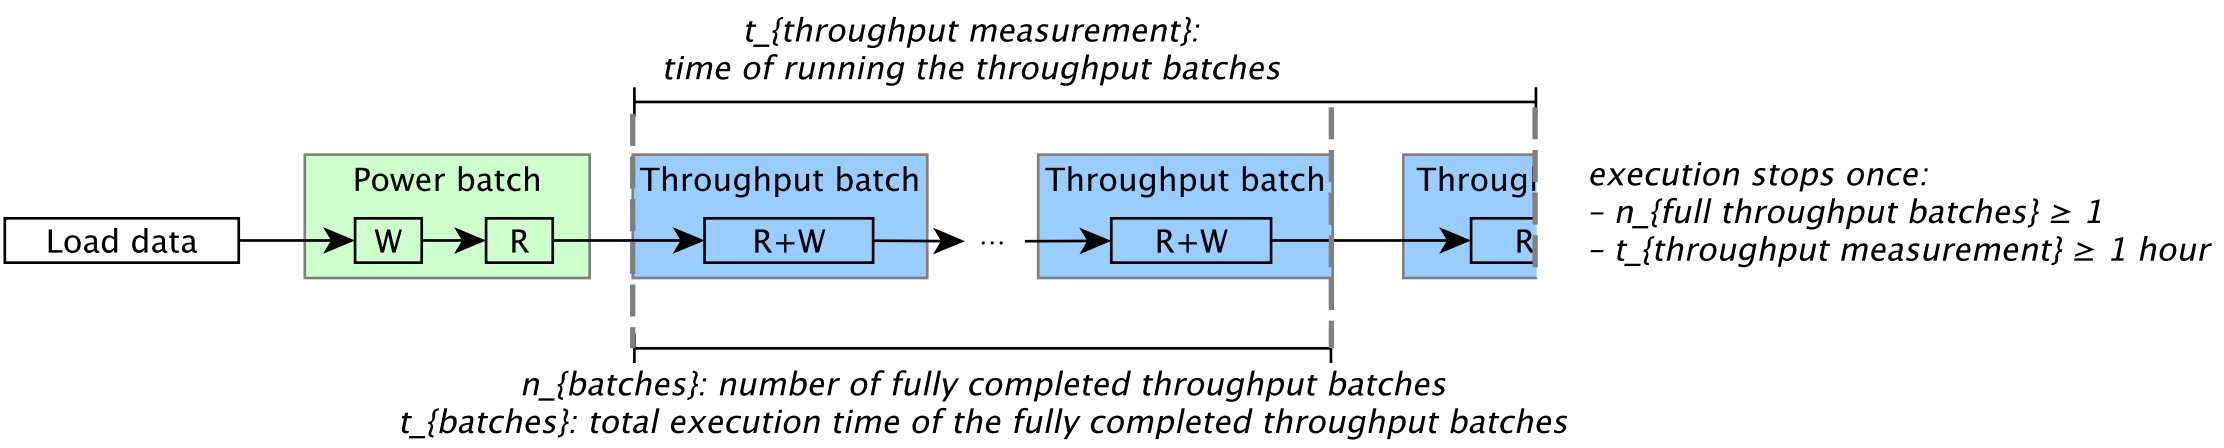 t_{throughput measurement}:
time of running the throughput batches
Power batch
Throughput batch
Throughput batch
Through
execution stops once:
– n_{full throughput batches} ≥ 1
– t_{throughput measurement} ≥ 1 hour
Load data
W
R
R+W
...
R+W
R
n_{batches}: number of fully completed throughput batches
t_{batches}: total execution time of the fully completed throughput batches